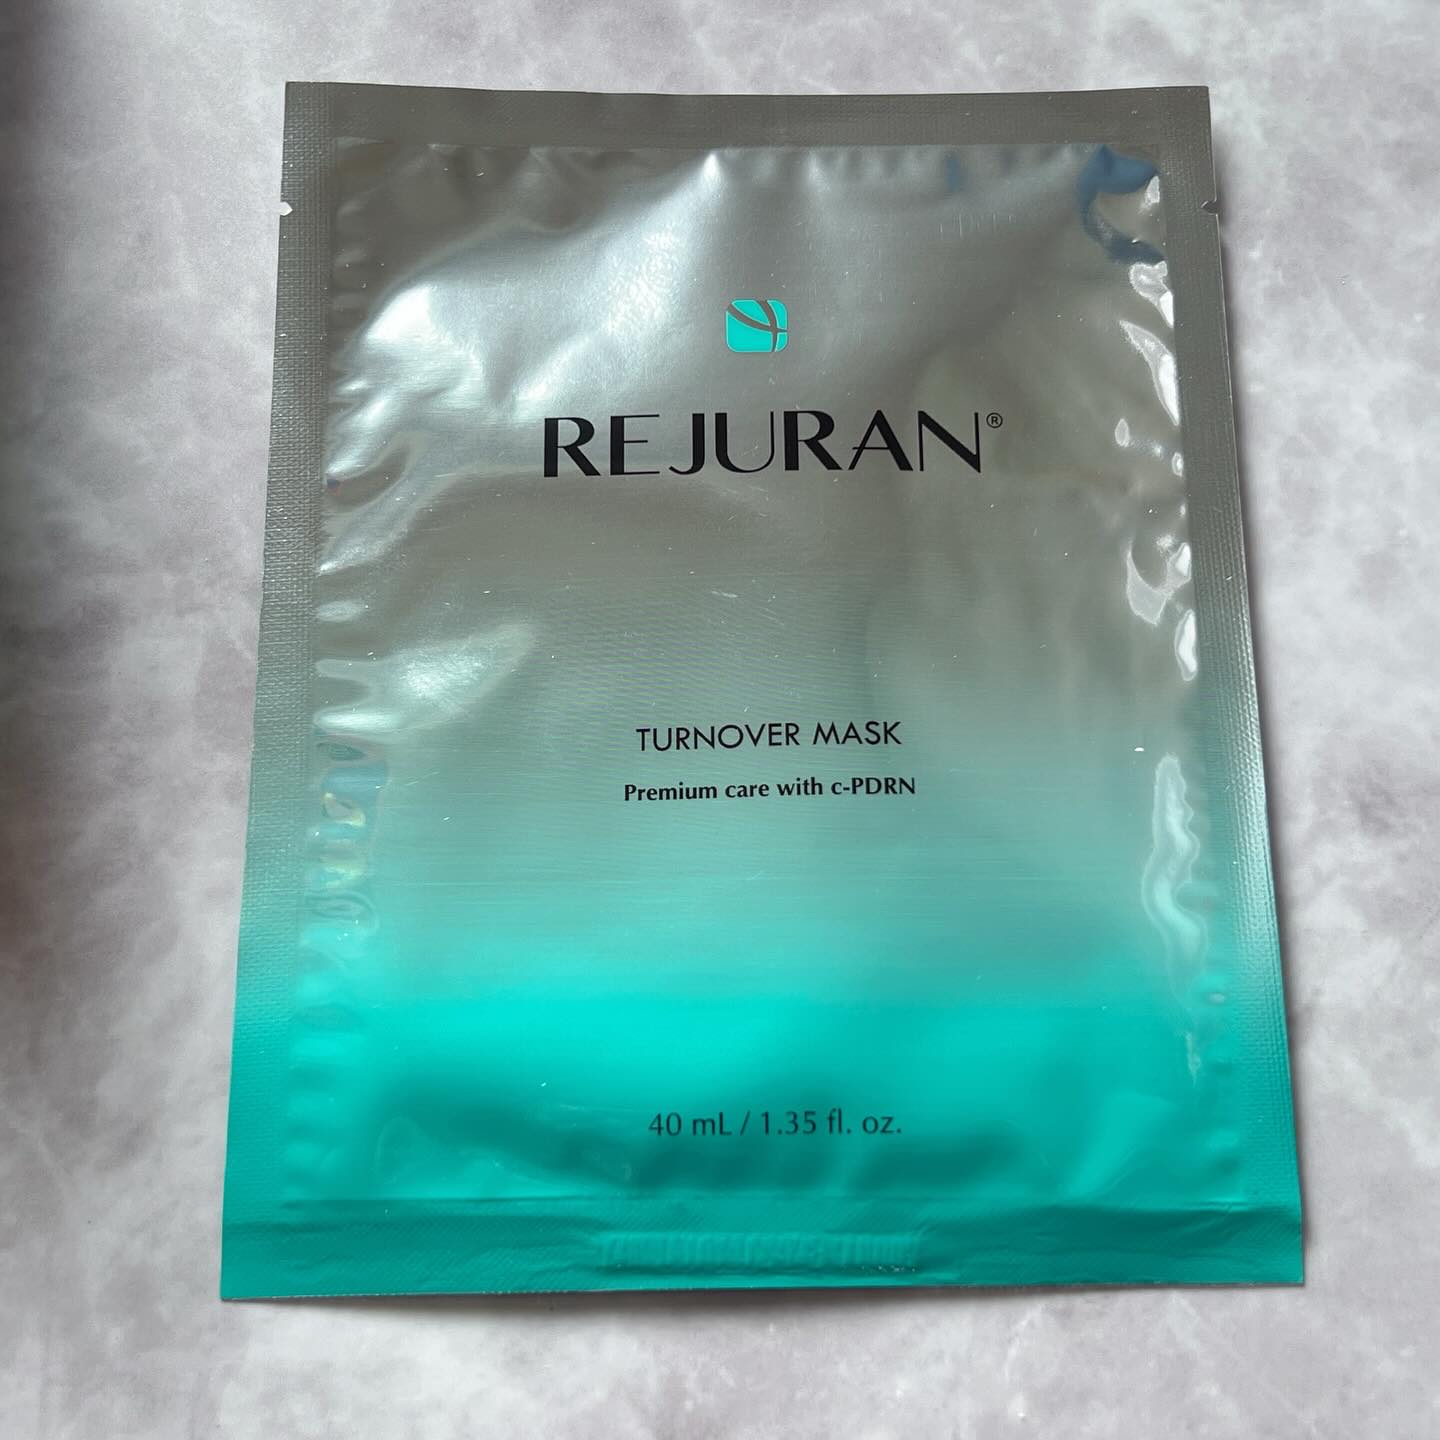 REJURAN®
TURNOVER MASK
Premium care with c-PDRN
40 mL / 1.35 fl. oz.